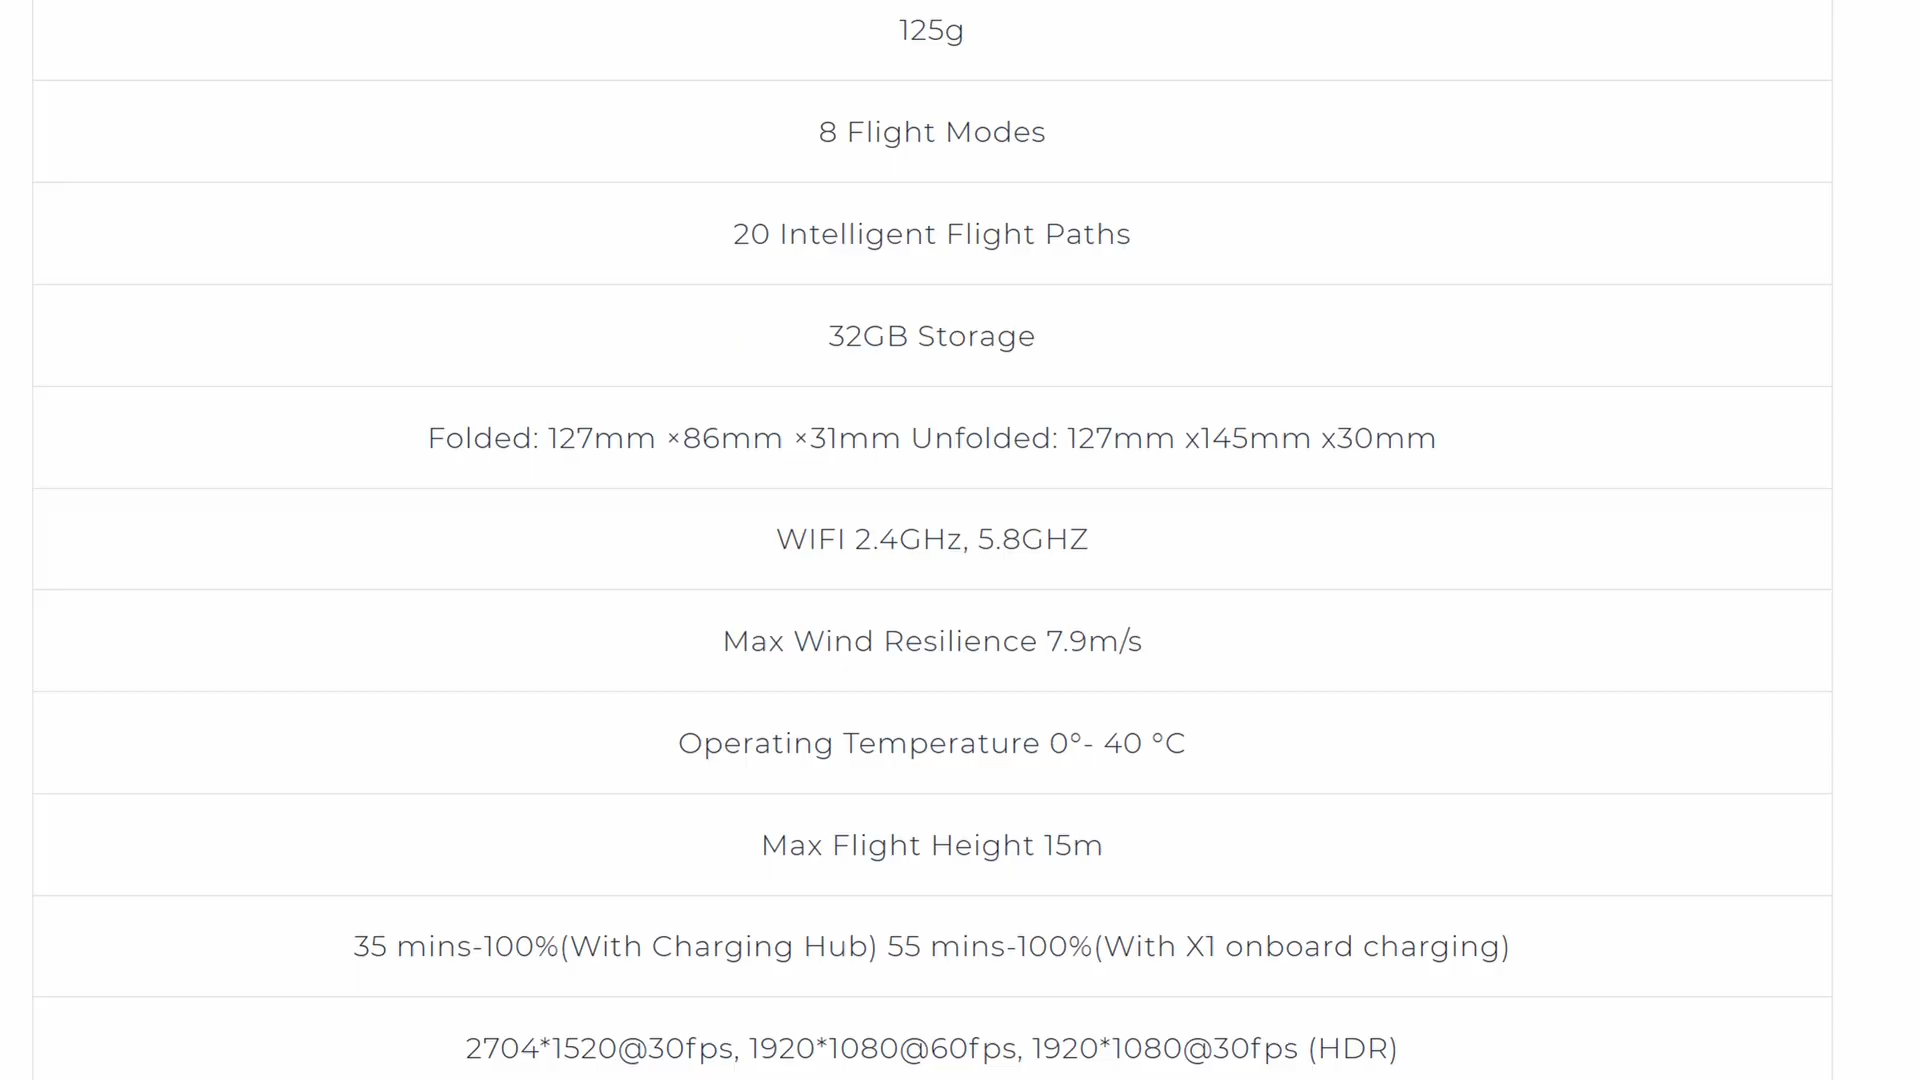 125g
8 Flight Modes
20 Intelligent Flight Paths
32GB Storage
Folded: 127mm ×86mm ×31mm Unfolded: 127mm x145mm x30mm
WIFI 2.4GHz, 5.8GHZ
Max Wind Resilience 7.9m/s
Operating Temperature 0°- 40 °C
Max Flight Height 15m
35 mins-100%(With Charging Hub) 55 mins-100%(With X1 onboard charging)
2704*1520@30fps, 1920*1080@60fps, 1920*1080@30fps (HDR)